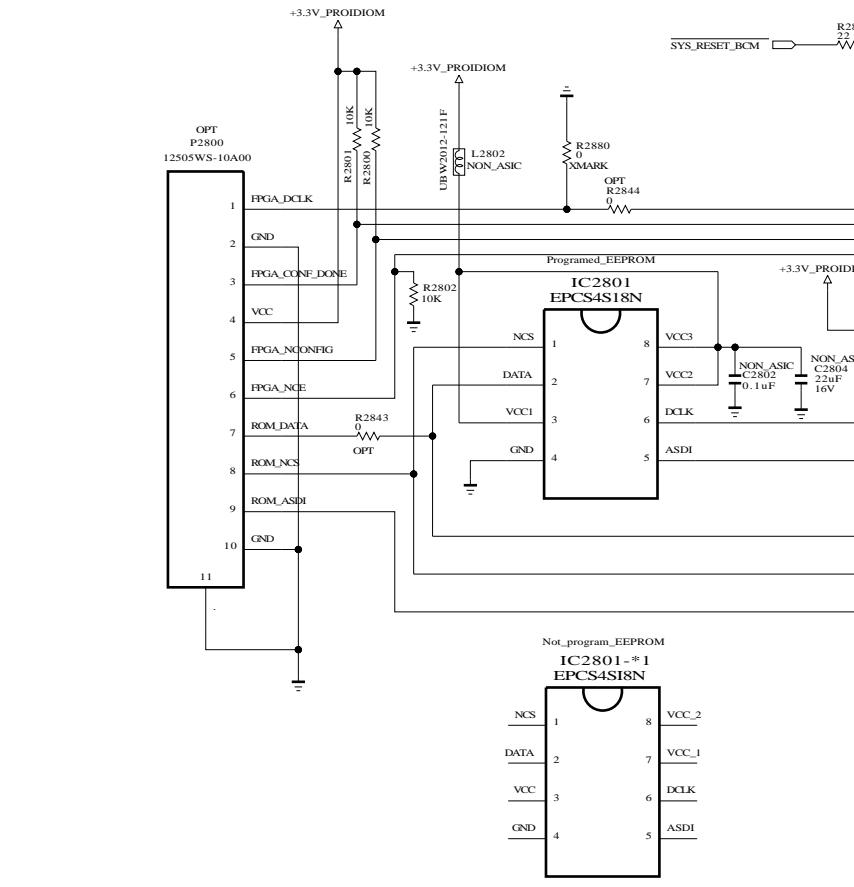 +3.3V_PROIDIOM
SYS_RESET_BCM
R28
22
+3.3V_PROIDIOM
10K
10K
R2801
R2800
UBW2012-121F
L2802
NON_ASIC
R2880
0
XMARK
OPT
R2844
0
OPT
P2800
12505WS-10A00
1
FPGA_DCLK
2
GND
3
FPGA_CONF_DONE
4
VCC
5
FPGA_NCONFIG
6
FPGA_NCE
7
ROM_DATA
8
ROM_NCS
9
ROM_ASDI
10
GND
11
.
R2802
10K
R2843
0
OPT
Programed_EEPROM
IC2801
EPCS4S18N
NCS
1
DATA
2
VCC1
3
GND
4
8
VCC3
7
VCC2
6
DCLK
5
ASDI
+3.3V_PROIDI
NON_ASIC
C2802
0.1uF
NON_AS
C2804
22uF
16V
Not_program_EEPROM
IC2801-*1
EPCS4SI8N
NCS
1
DATA
2
VCC
3
GND
4
8
VCC_2
7
VCC_1
6
DCLK
5
ASDI